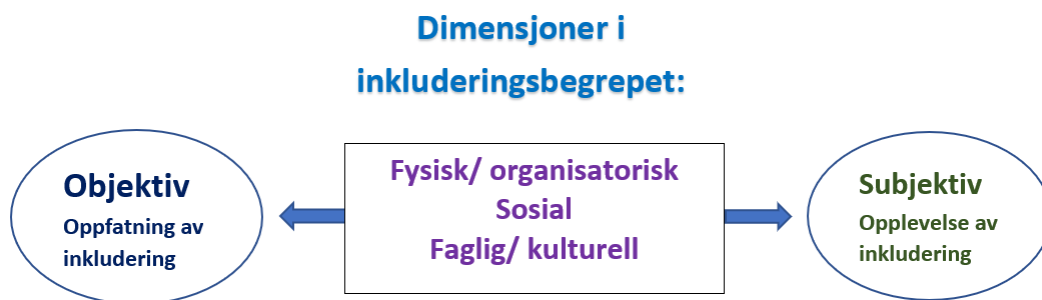 Dimensjoner i
inkluderingsbegrepet:
Objektiv
Oppfatning av
inkludering
Fysisk/ organisatorisk
Sosial
Faglig/ kulturell
Subjektiv
Opplevelse av
inkludering